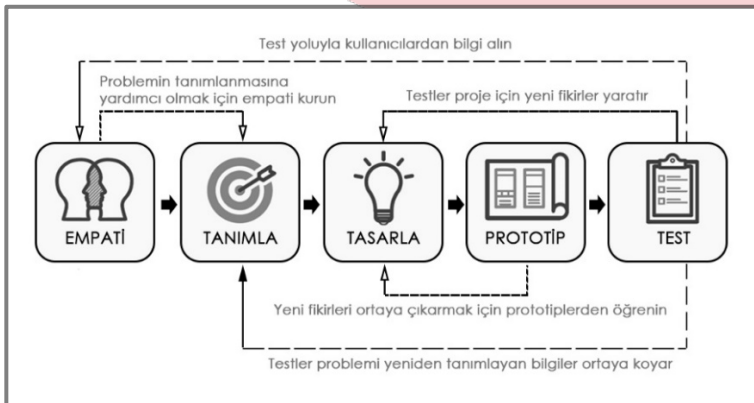 Test yoluyla kullanıcılardan bilgi alın
Problemin tanımlanmasına
yardımcı olmak için empati kurun
Testler proje için yeni fikirler yaratır
EMPATİ
TANIMLA
TASARLA
PROTOTİP
TEST
Yeni fikirleri ortaya çıkarmak için prototiplerden öğrenin
Testler problemi yeniden tanımlayan bilgiler ortaya koyar